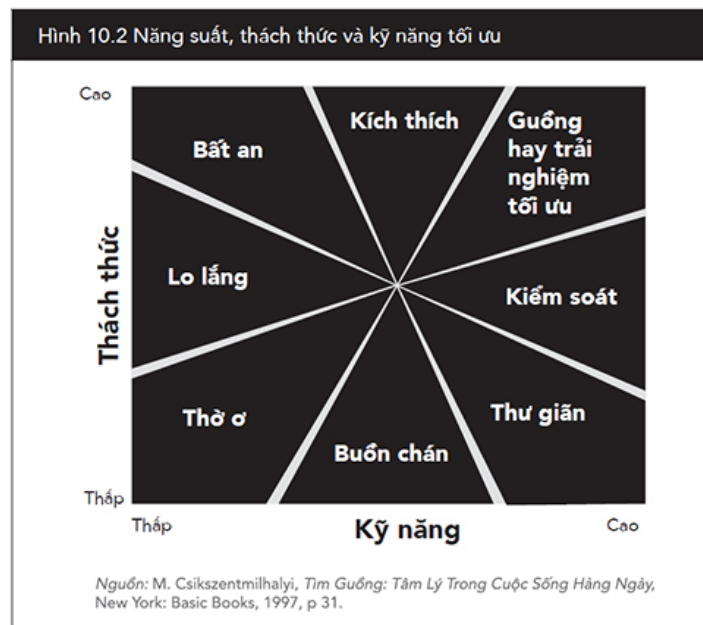 Hình 10.2 Năng suất, thách thức và kỹ năng tối ưu
Cao
Kích thích
Guồng
hay trải
nghiệm
tối ưu
Bất an
Thách thức
Lo lắng
Kiểm soát
Thờ ơ
Thư giãn
Buồn chán
Thấp
Thấp
Kỹ năng
Cao
Nguồn: M. Csikszentmilhalyi, Tìm Guồng: Tâm Lý Trong Cuộc Sống Hàng Ngày,
New York: Basic Books, 1997, p 31.